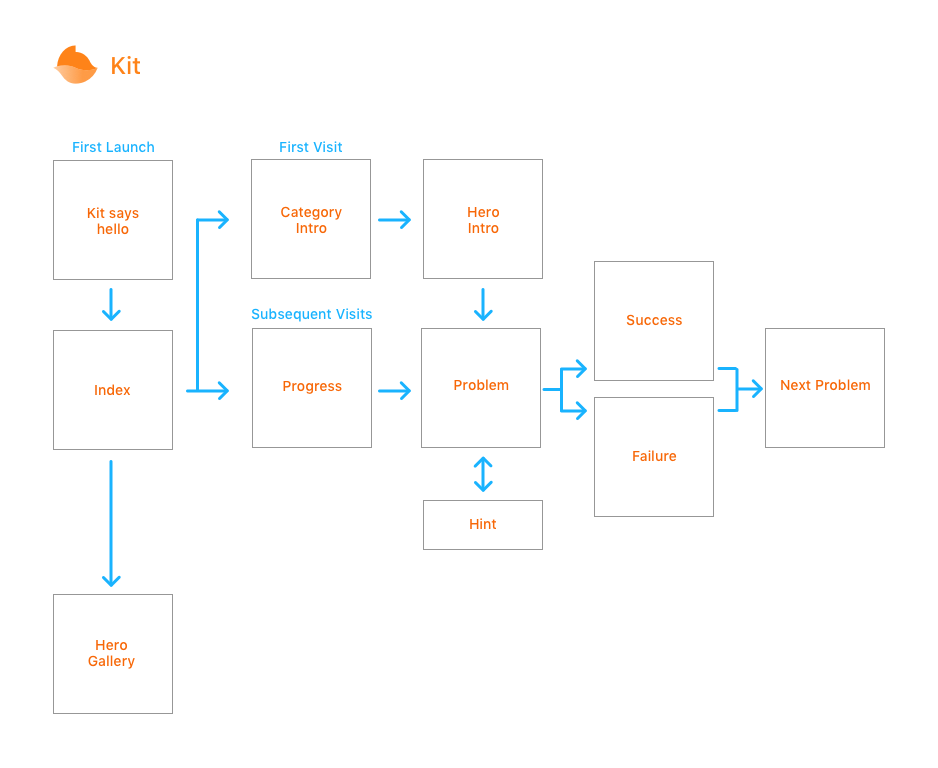 Kit
First Launch
First Visit
Kit says
hello
Category
Intro
Hero
Intro
Subsequent Visits
Success
Index
Progress
Problem
Next Problem
Failure
Hint
Hero
Gallery